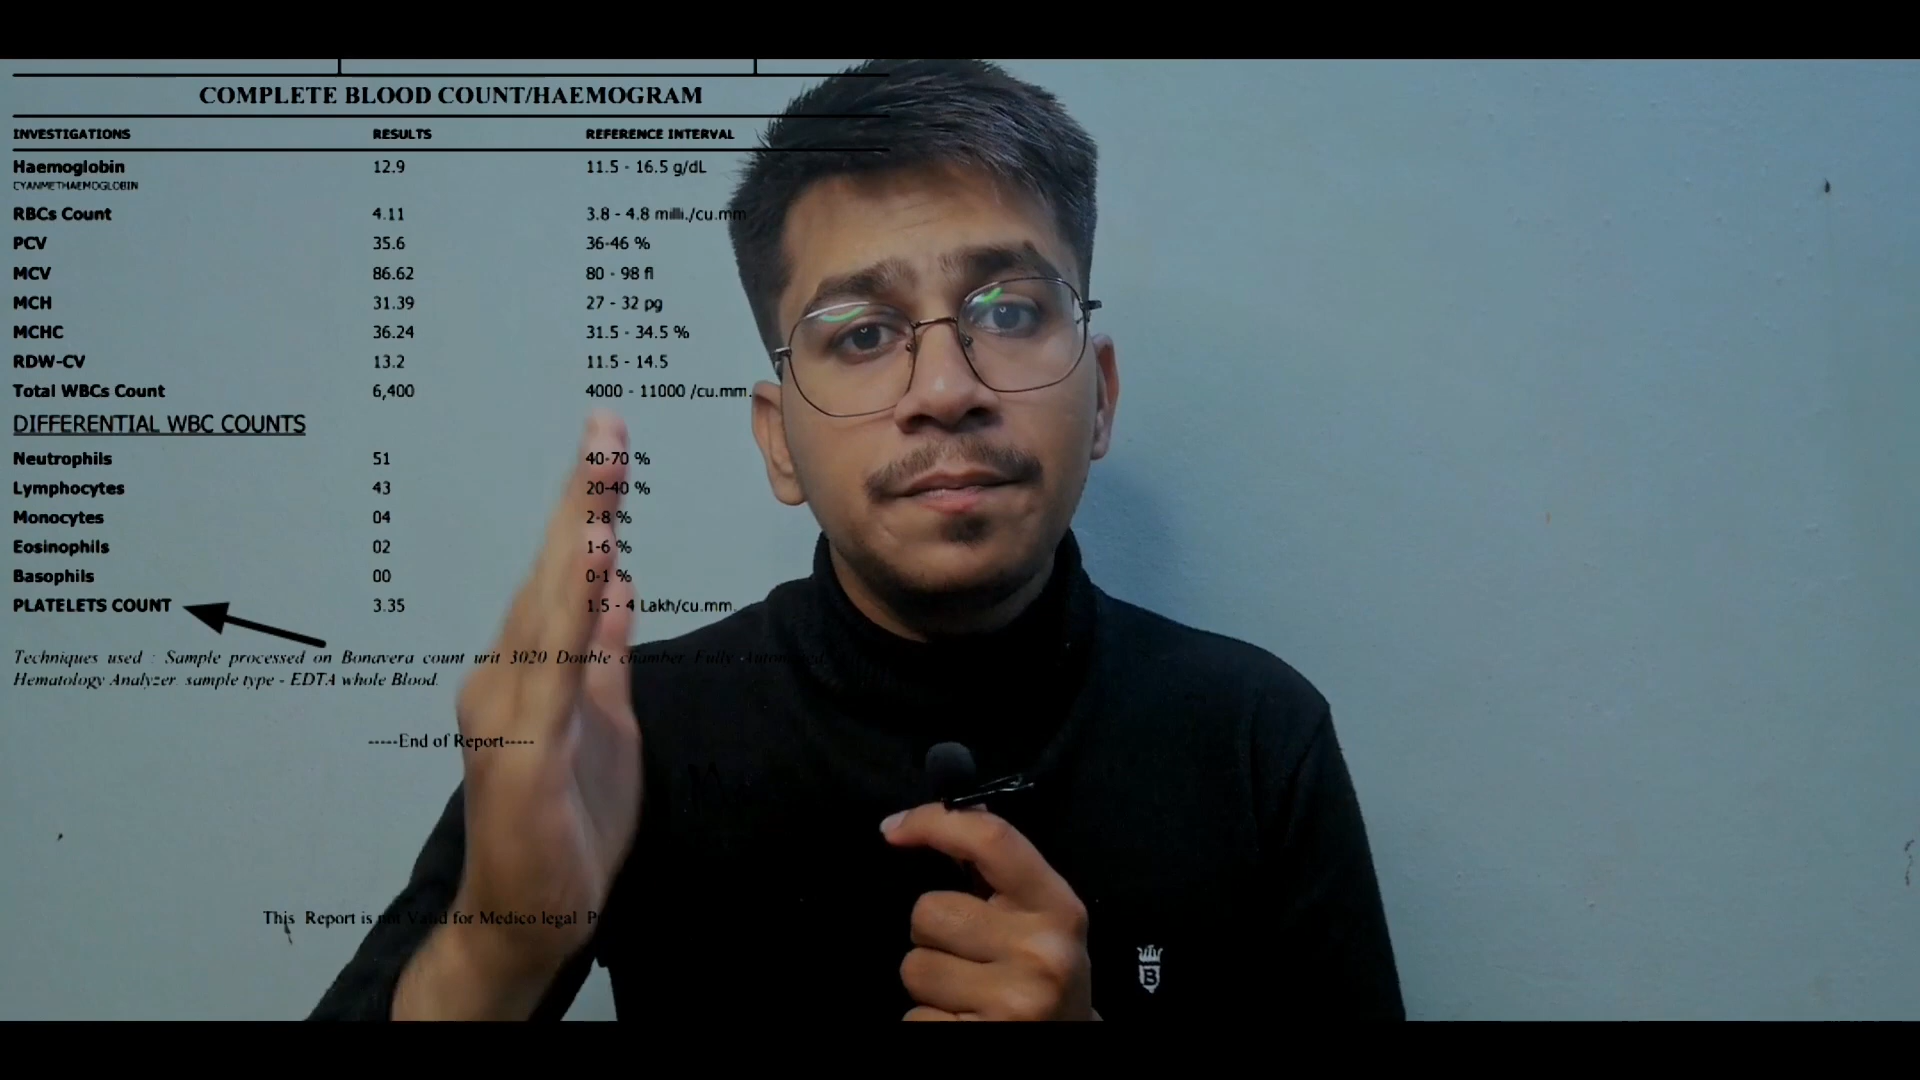 COMPLETE BLOOD COUNT/HAEMOGRAM
INVESTIGATIONS RESULTS REFERENCE INTERVAL
Haemoglobin 12.9 11.5 - 16.5 g/dL
CYANMETHAEMOGLOBIN
RBCs Count 4.11 3.8 - 4.8 milli./cu.mm
PCV 35.6 36-46 %
MCV 86.62 80 - 98 fl
MCH 31.39 27 - 32 pg
MCHC 36.24 31.5 - 34.5 %
RDW-CV 13.2 11.5 - 14.5
Total WBCs Count 6,400 4000 - 11000 /cu.mm.
DIFFERENTIAL WBC COUNTS
Neutrophils 51 40-70 %
Lymphocytes 43 20-40 %
Monocytes 04 2-8 %
Eosinophils 02 1-6 %
Basophils 00 0-1 %
PLATELETS COUNT 3.35 1.5 - 4 Lakh/cu.mm.
Techniques used : Sample processed on Bonavera count unit 3020 Double chamber Fully
Hematology Analyzer. sample type - EDTA whole Blood.
-----End of Report-----
This Report is not Valid for Medico legal
B